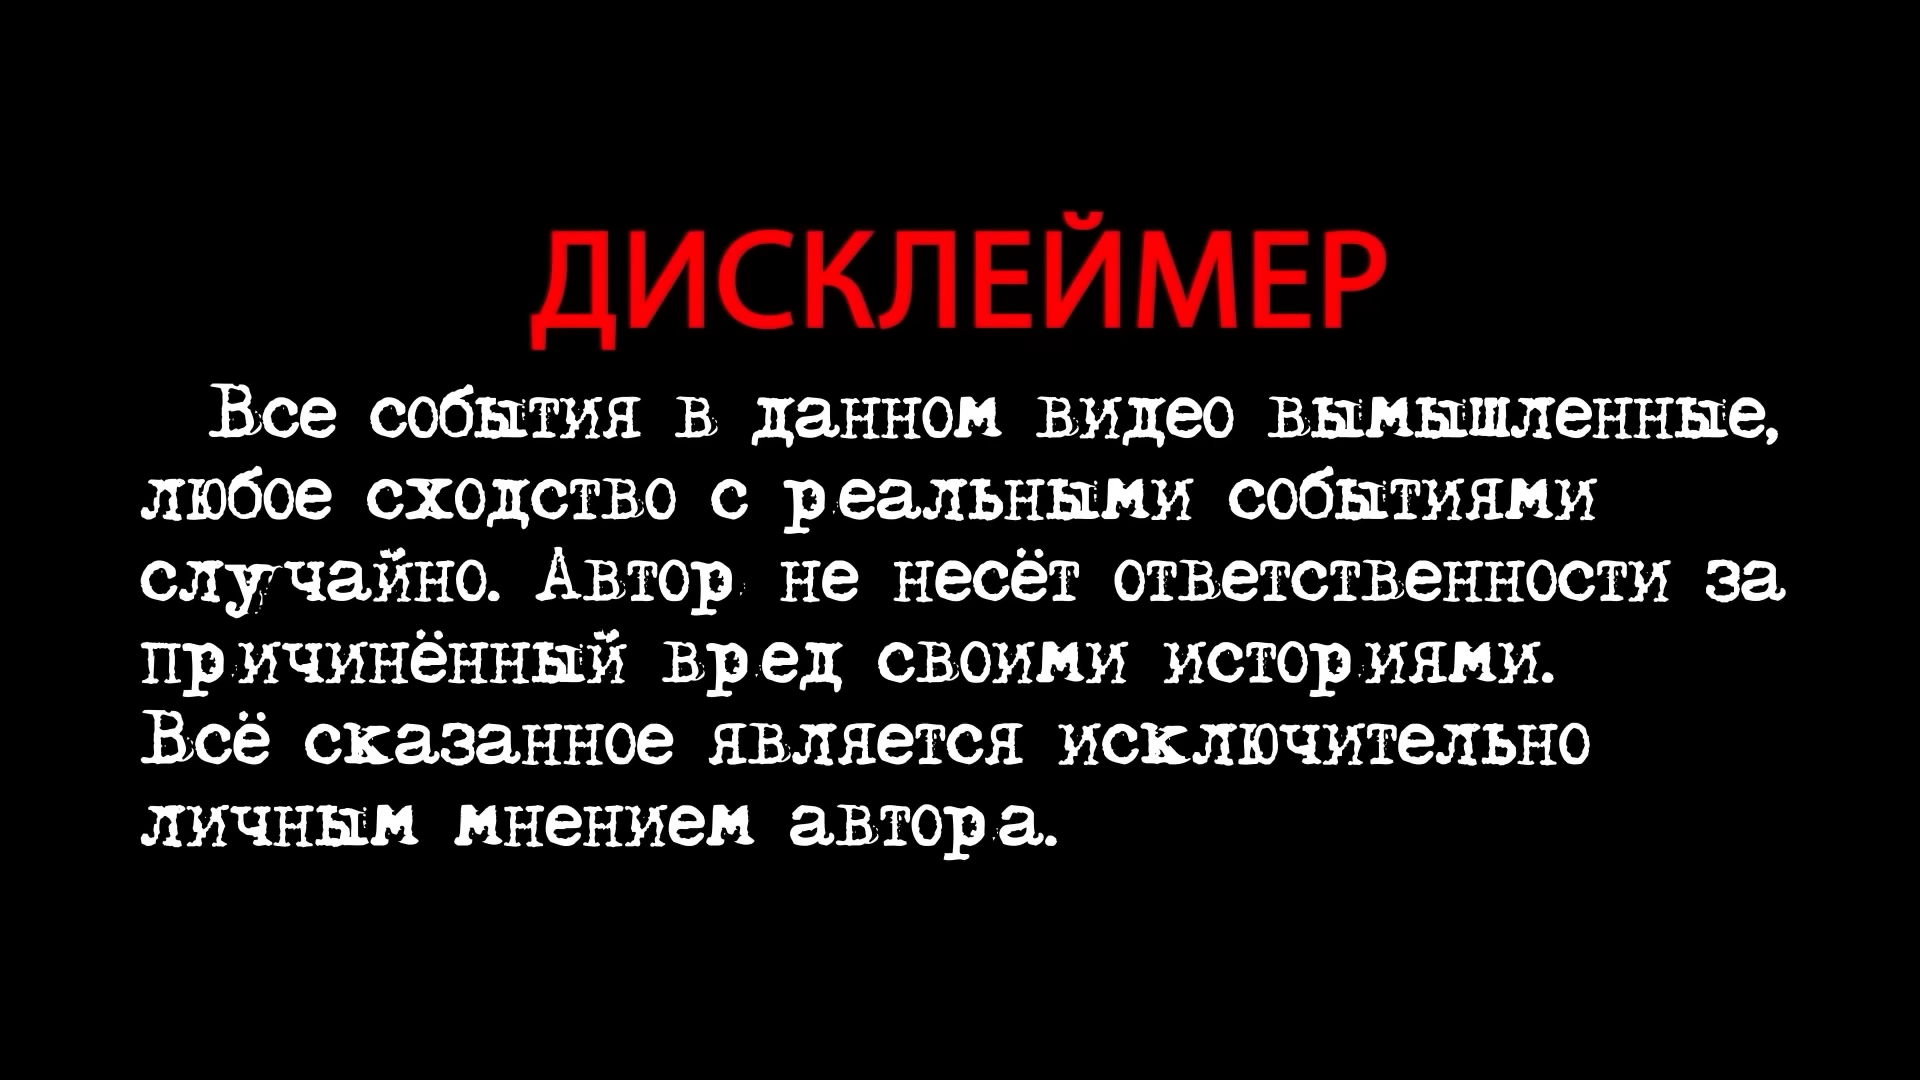 ДИСКЛЕЙМЕР
Все события в данном видео вымышленные,
любое сходство с реальными событиями
случайно. Автор не несёт ответственности за
причинённый вред своими историями.
Всё сказанное является исключительно
личным мнением автора.